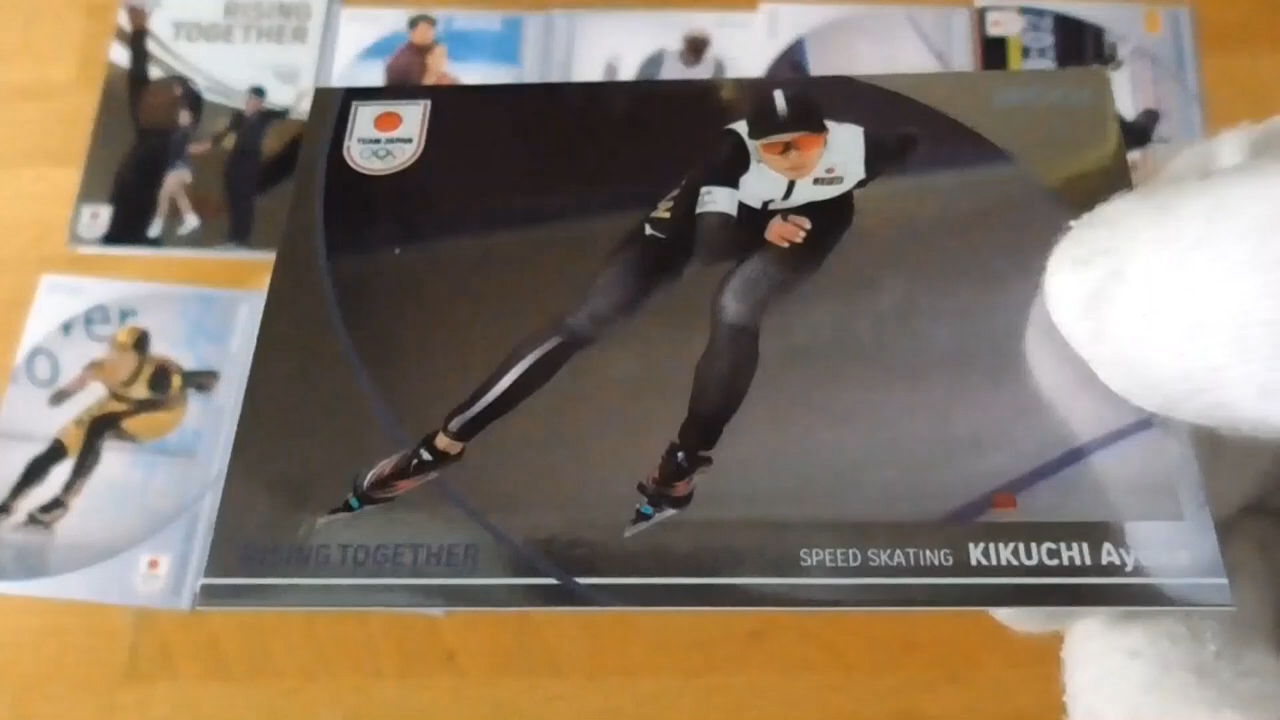 RISING
TOGETHER
TEAM JAPAN
RISING TOGETHER
SPEED SKATING KIKUCHI